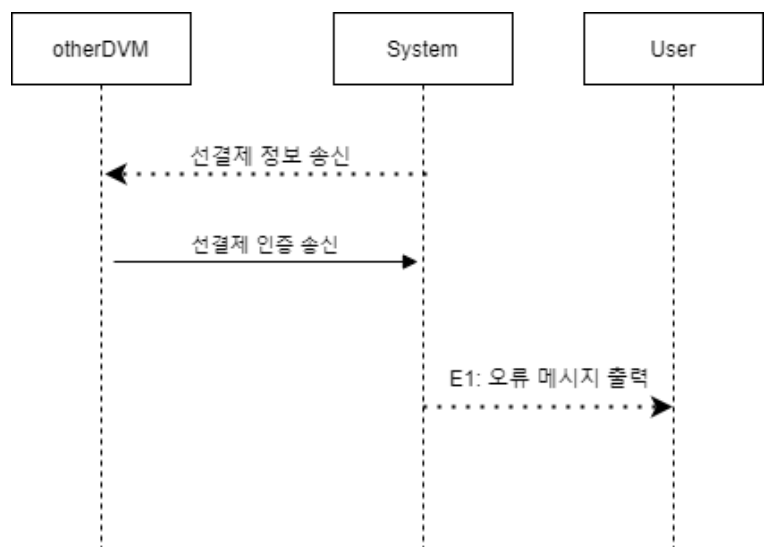 otherDVM
System
User
선결제 정보 송신
선결제 인증 송신
E1: 오류 메시지 출력